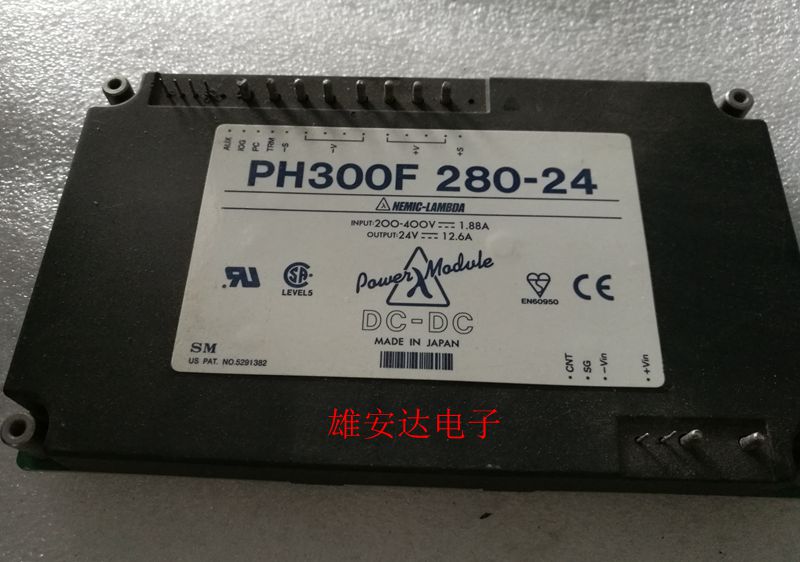 AUX IOG PC TRM -S -V +V +S
PH300F 280-24
NEMIC-LAMBDA
INPUT:200-400V 1.88A
OUTPUT:24V 12.6A
Power λ Module
DC-DC
MADE IN JAPAN
LEVEL5
EN60950
CE
SM
US PAT. NO.5291382
CNT SG -Vin +Vin
雄安达电子